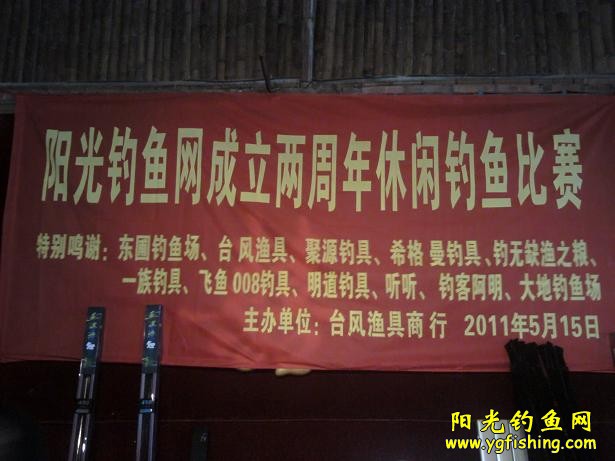 阳光钓鱼网成立两周年休闲钓鱼比赛
特别鸣谢：东圃钓鱼场、台风渔具、聚源钓具、希格曼钓具、钓无缺渔之粮、
一族钓具、飞鱼008钓具、明道钓具、听听、钓客阿明、大地钓鱼场
主办单位：台风渔具商行 2011年5月15日
阳光钓鱼网
www.ygfishing.com